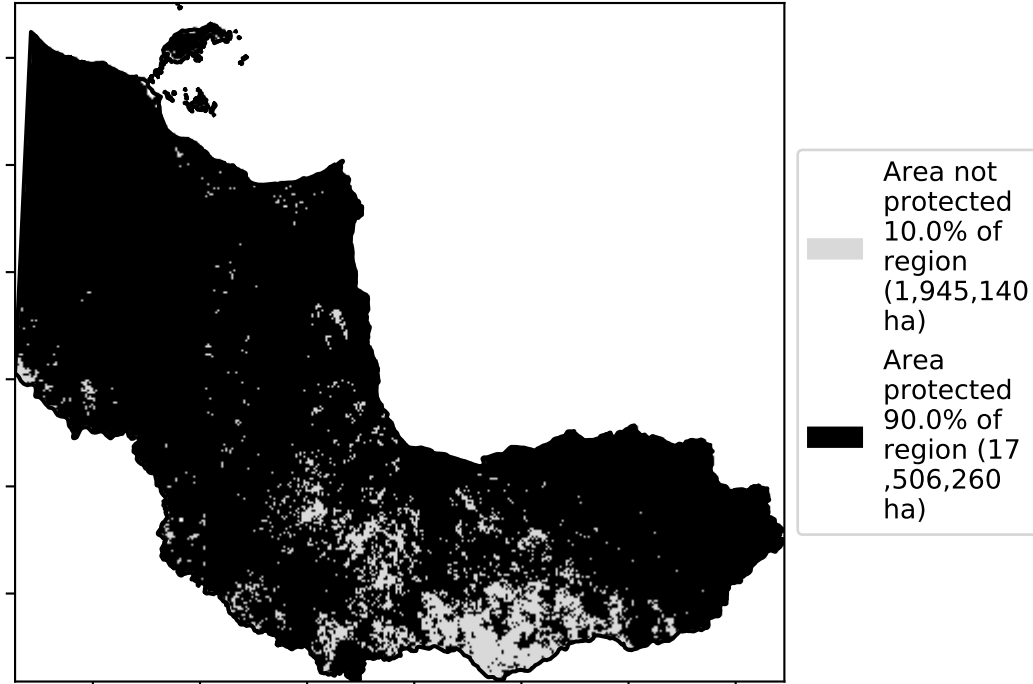 Area not
protected
10.0% of
region
(1,945,140
ha)
Area
protected
90.0% of
region (17
,506,260
ha)